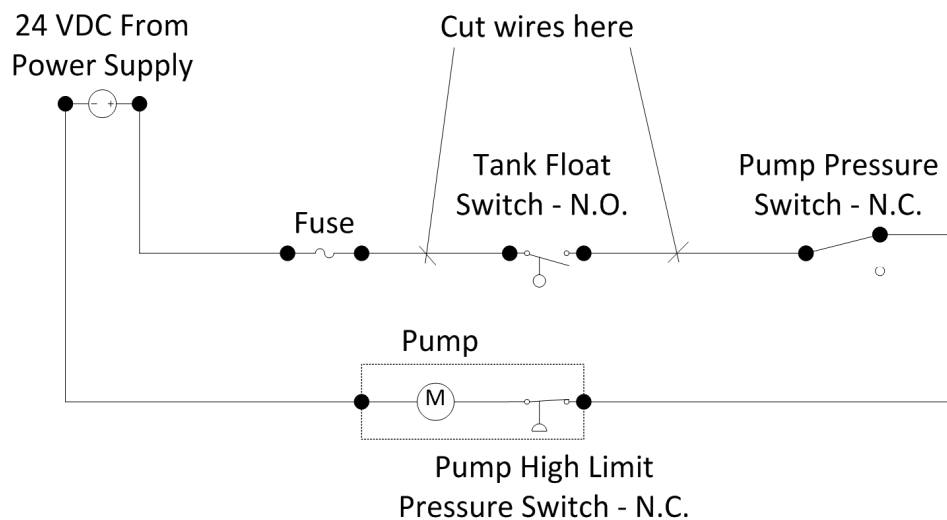 24 VDC From
Power Supply
Cut wires here
- +
Tank Float
Switch - N.O.
Pump Pressure
Switch - N.C.
Fuse
Pump
M
Pump High Limit
Pressure Switch - N.C.